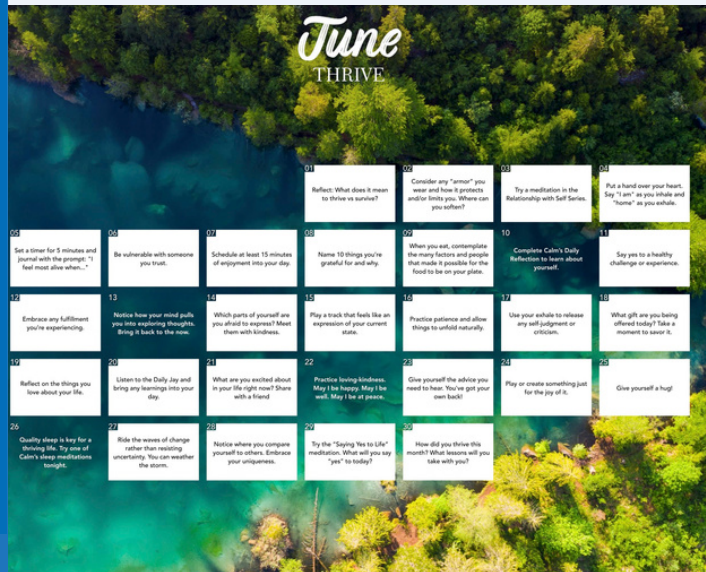 June
THRIVE
01
Reflect: What does it mean
to thrive vs survive?
02
Consider any "armor" you
wear and how it protects
and/or limits you. Where can
you soften?
03
Try a meditation in the
Relationship with Self Series.
04
Put a hand over your heart.
Say "I am" as you inhale and
"home" as you exhale.
05
Set a timer for 5 minutes and
journal with the prompt: "I
feel most alive when..."
06
Be vulnerable with someone
you trust.
07
Schedule at least 15 minutes
of enjoyment into your day.
08
Name 10 things you're
grateful for and why.
09
When you eat, contemplate
the many factors and people
that made it possible for the
food to be on your plate.
10
Complete Calm's Daily
Reflection to learn about
yourself.
11
Say yes to a healthy
challenge or experience.
12
Embrace any fulfillment
you're experiencing.
13
Notice how your mind pulls
you into exploring thoughts.
Bring it back to the now.
14
Which parts of yourself are
you afraid to express? Meet
them with kindness.
15
Play a track that feels like an
expression of your current
state.
16
Practice patience and allow
things to unfold naturally.
17
Use your exhale to release
any self-judgment or
criticism.
18
What gift are you being
offered today? Take a
moment to savor it.
19
Reflect on the things you
love about your life.
20
Listen to the Daily Jay and
bring any learnings into your
day.
21
What are you excited about
in your life right now? Share
with a friend
22
Practice loving-kindness.
May I be happy. May I be
well. May I be at peace.
23
Give yourself the advice you
need to hear. You've got your
own back!
24
Play or create something just
for the joy of it.
25
Give yourself a hug!
26
Quality sleep is key for a
thriving life. Try one of
Calm's sleep meditations
tonight.
27
Ride the waves of change
rather than resisting
uncertainty. You can weather
the storm.
28
Notice where you compare
yourself to others. Embrace
your uniqueness.
29
Try the "Saying Yes to Life"
meditation. What will you say
"yes" to today?
30
How did you thrive this
month? What lessons will you
take with you?